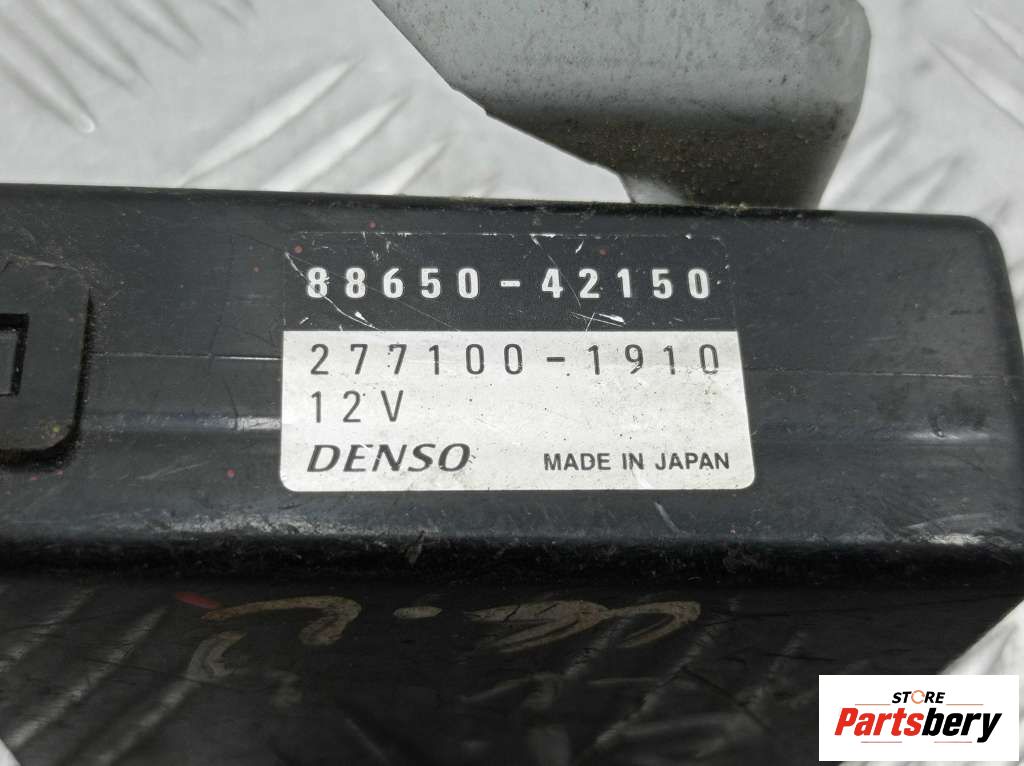 88650-42150
277100-1910
12V
DENSO MADE IN JAPAN
STORE
Partsbery